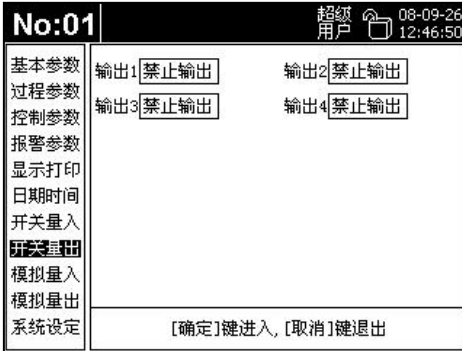 No:01
超级用户
08-09-26
12:46:50
基本参数
过程参数
控制参数
报警参数
显示打印
日期时间
开关量入
开关量出
模拟量入
模拟量出
系统设定
输出1 禁止输出 输出2 禁止输出
输出3 禁止输出 输出4 禁止输出
[确定]键进入,[取消]键退出